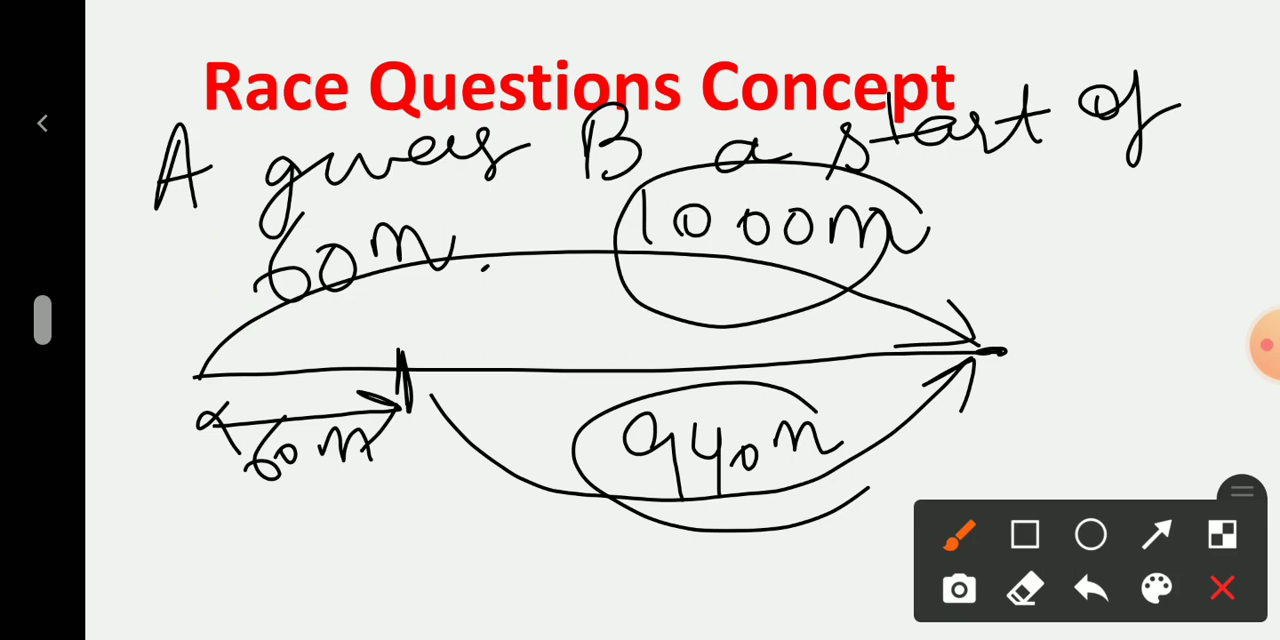 Race Questions Concept
A gives B a start of
60m.
1000m
60m
940m